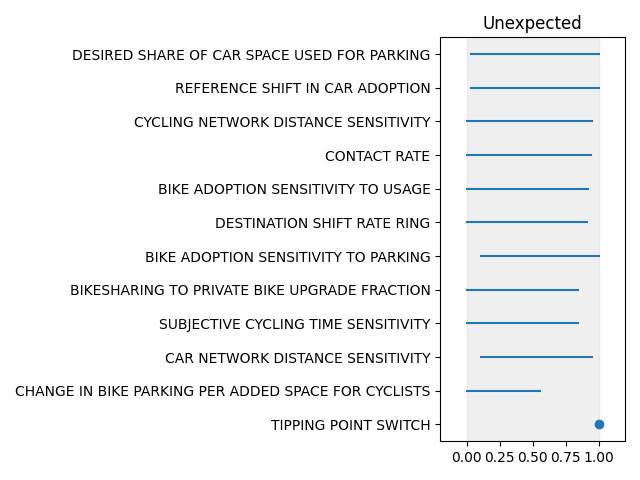 Unexpected
DESIRED SHARE OF CAR SPACE USED FOR PARKING
REFERENCE SHIFT IN CAR ADOPTION
CYCLING NETWORK DISTANCE SENSITIVITY
CONTACT RATE
BIKE ADOPTION SENSITIVITY TO USAGE
DESTINATION SHIFT RATE RING
BIKE ADOPTION SENSITIVITY TO PARKING
BIKESHARING TO PRIVATE BIKE UPGRADE FRACTION
SUBJECTIVE CYCLING TIME SENSITIVITY
CAR NETWORK DISTANCE SENSITIVITY
CHANGE IN BIKE PARKING PER ADDED SPACE FOR CYCLISTS
TIPPING POINT SWITCH
0.00 0.25 0.50 0.75 1.00